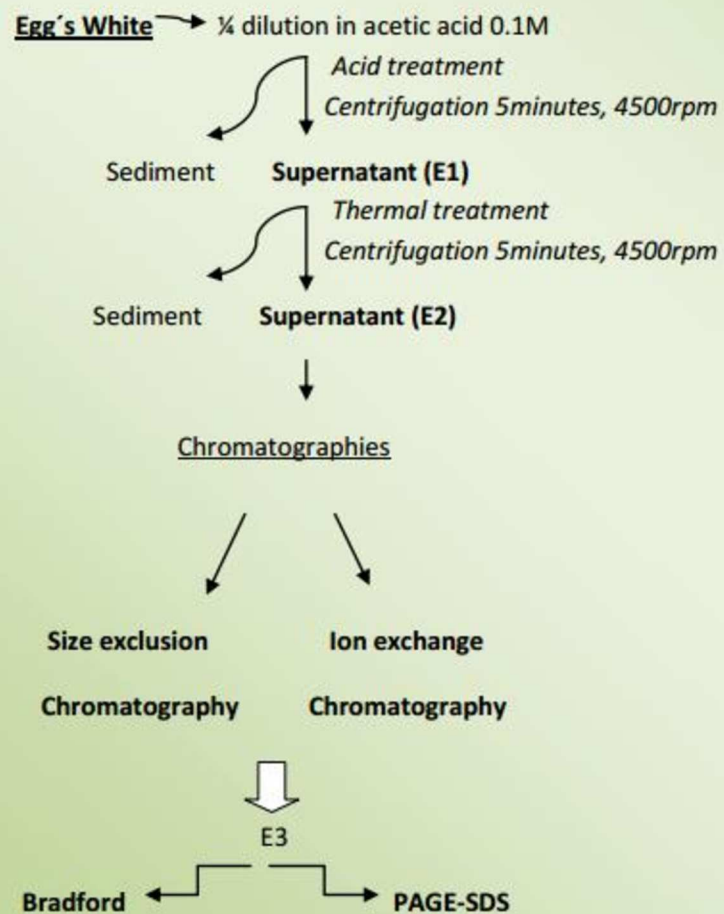 Egg´s White ¼ dilution in acetic acid 0.1M
Acid treatment
Centrifugation 5minutes, 4500rpm
Sediment Supernatant (E1)
Thermal treatment
Centrifugation 5minutes, 4500rpm
Sediment Supernatant (E2)
Chromatographies
Size exclusion Ion exchange
Chromatography Chromatography
E3
Bradford PAGE-SDS